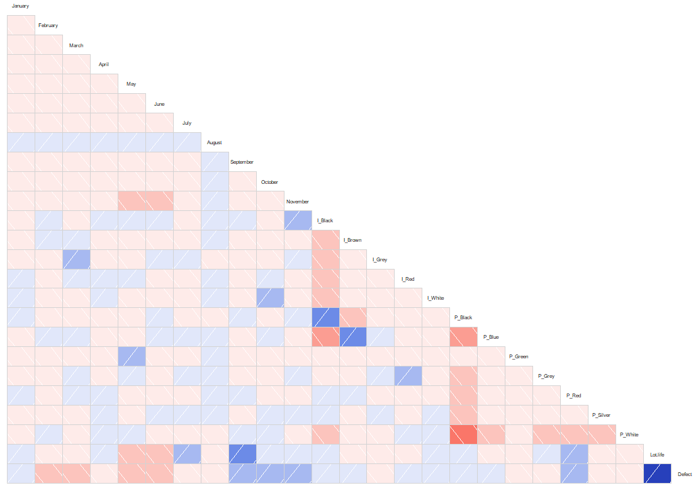 January
February
March
April
May
June
July
August
September
October
November
I_Black
I_Brown
I_Grey
I_Red
I_White
P_Black
P_Blue
P_Green
P_Grey
P_Red
P_Silver
P_White
Defect